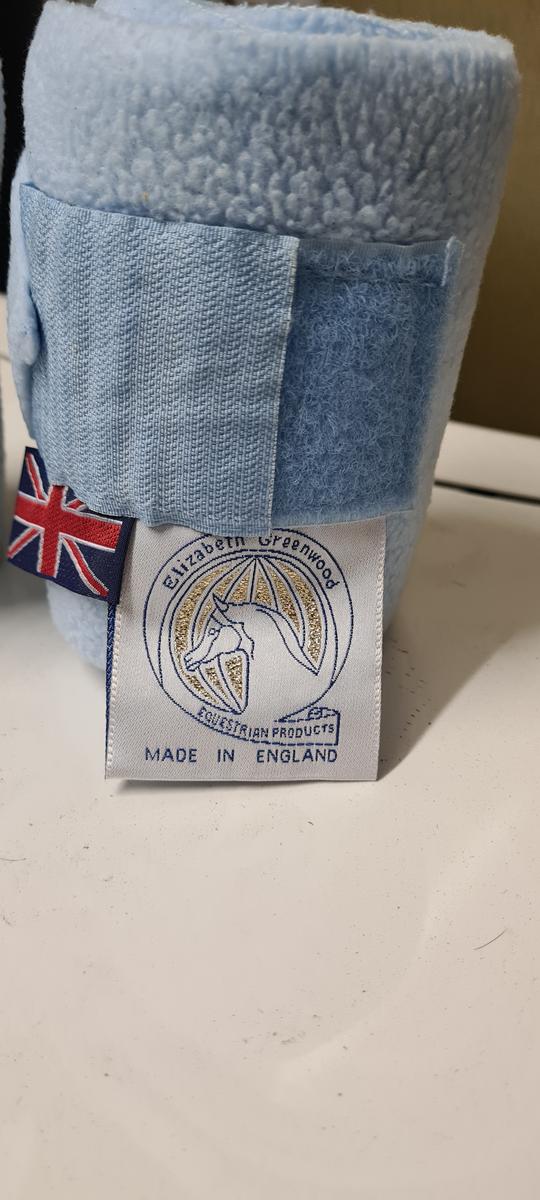 Elizabeth Greenwood
EQUESTRIAN PRODUCTS
MADE IN ENGLAND